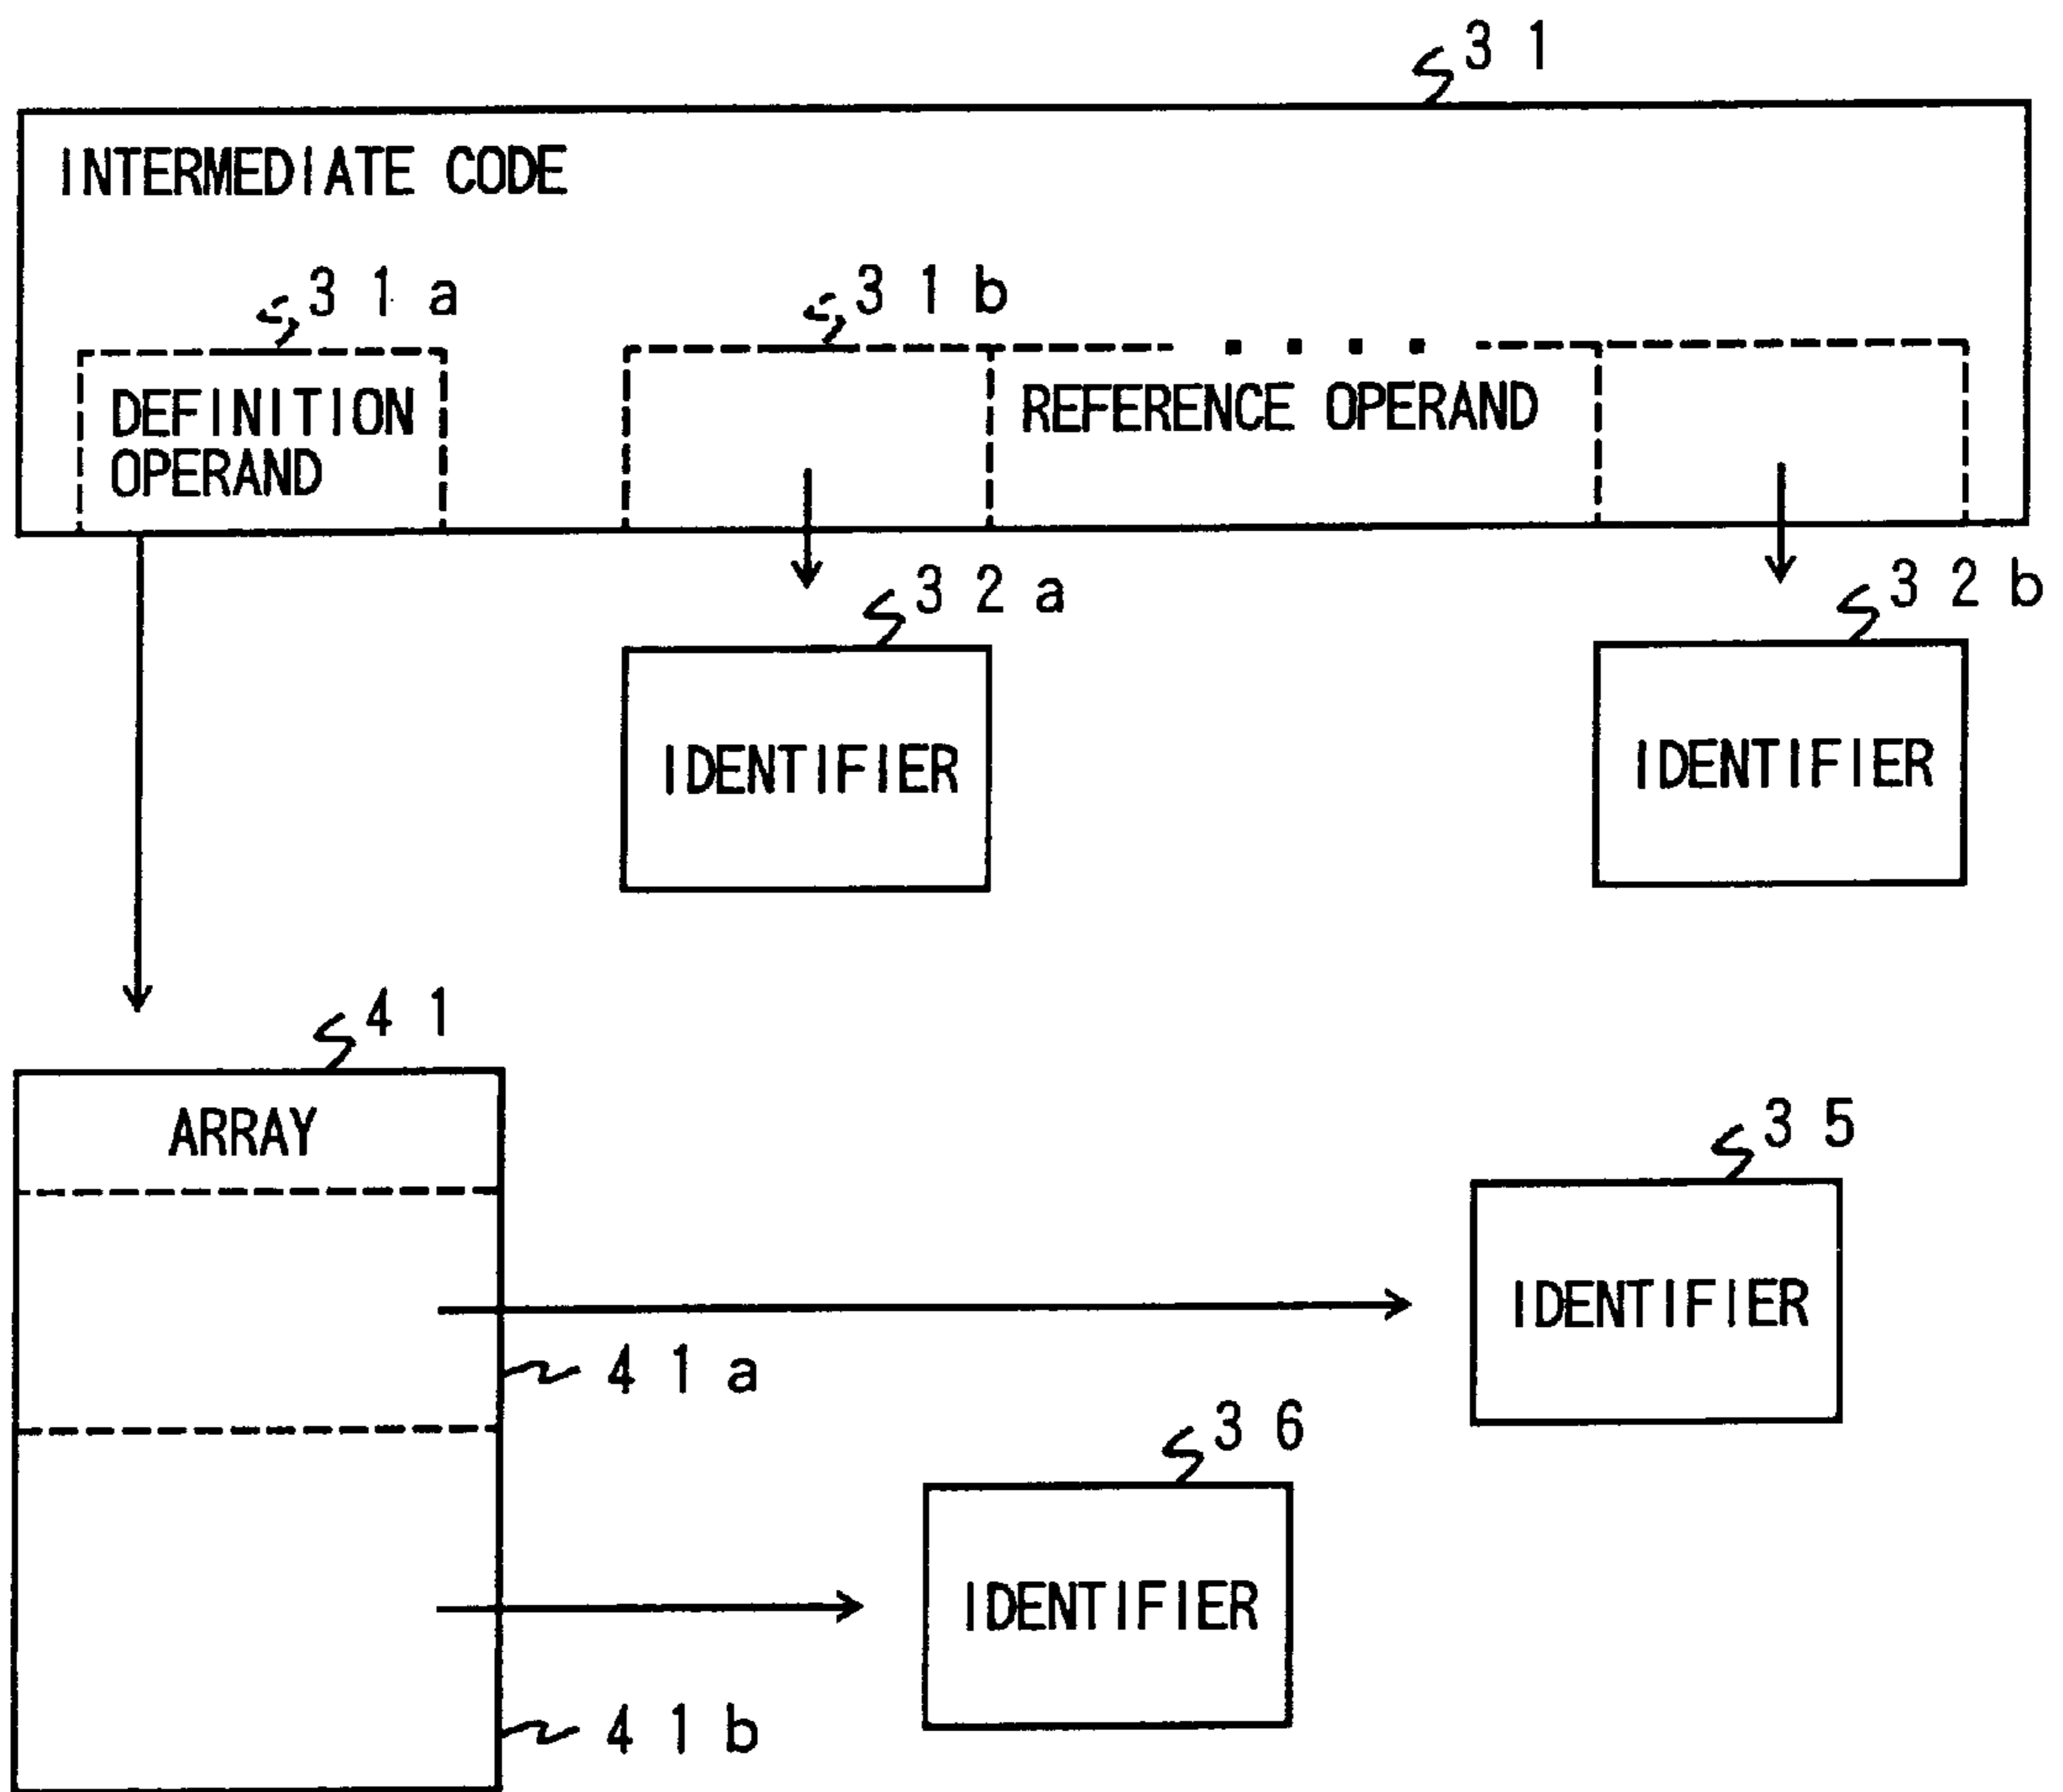 31
INTERMEDIATE CODE
31a
31b
DEFINITION
OPERAND
REFERENCE OPERAND
32a
32b
IDENTIFIER
IDENTIFIER
41
ARRAY
35
IDENTIFIER
41a
36
IDENTIFIER
41b